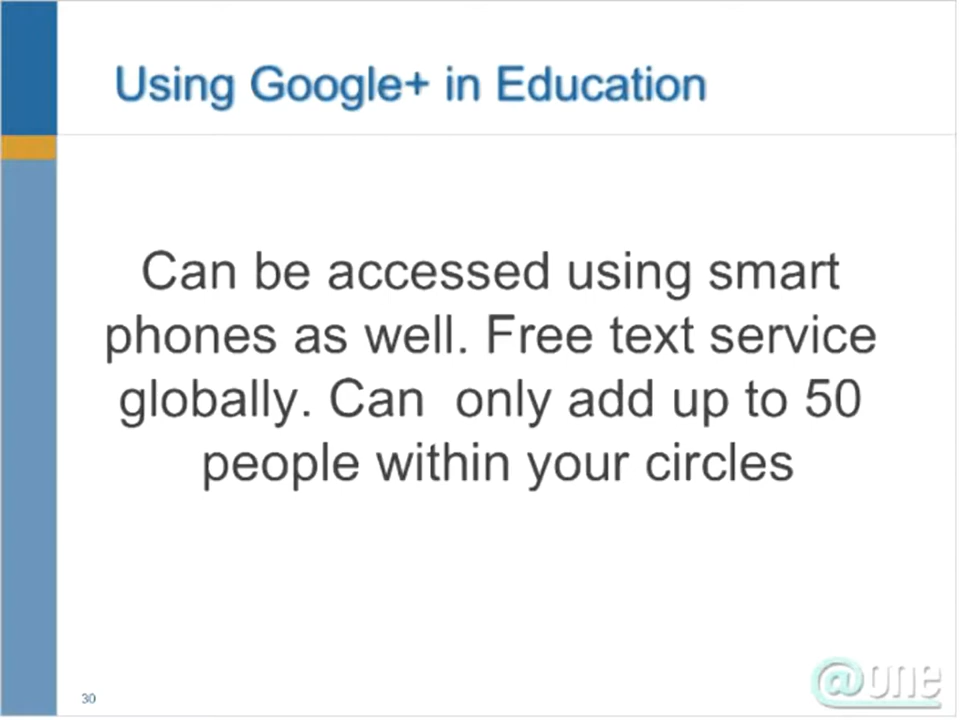 Using Google+ in Education
Can be accessed using smart
phones as well. Free text service
globally. Can  only add up to 50
people within your circles
30
@one